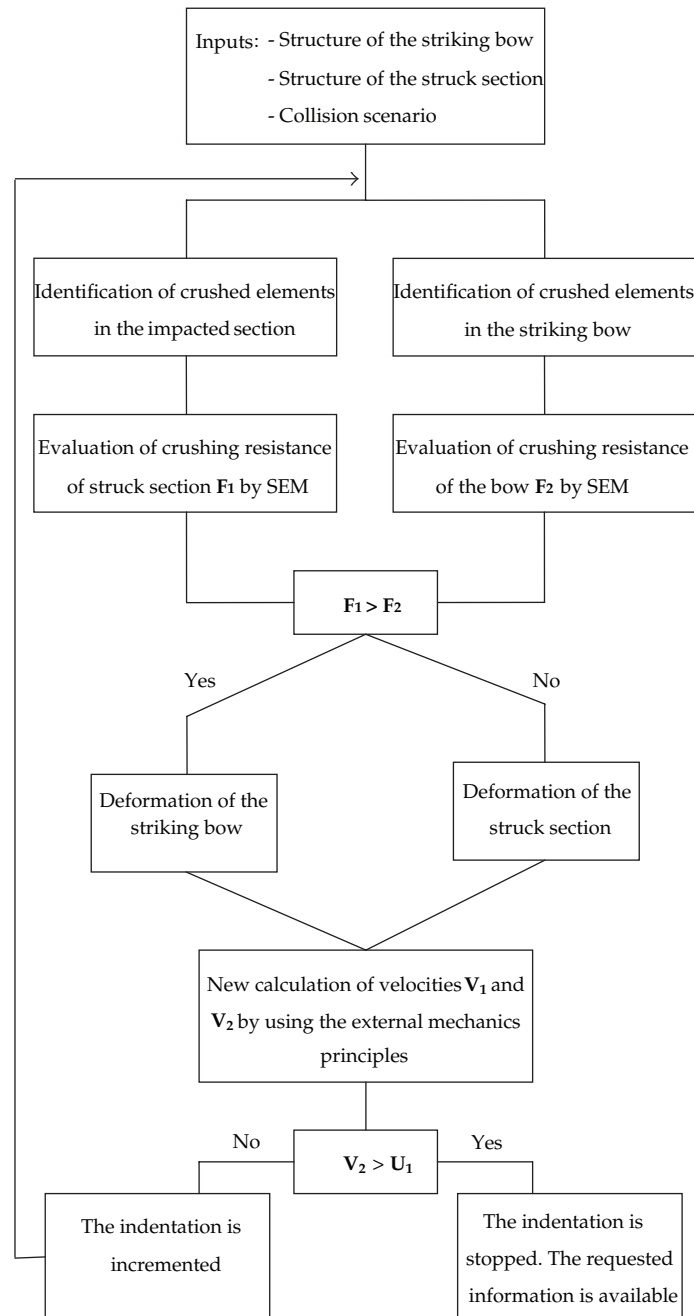 Inputs: - Structure of the striking bow
- Structure of the struck section
- Collision scenario
Identification of crushed elements
in the impacted section
Identification of crushed elements
in the striking bow
Evaluation of crushing resistance
of struck section F1 by SEM
Evaluation of crushing resistance
of the bow F2 by SEM
F1 > F2
Yes
No
Deformation of the
striking bow
Deformation of the
struck section
New calculation of velocities V1 and
V2 by using the external mechanics
principles
No
V2 > U1
Yes
The indentation is
incremented
The indentation is
stopped. The requested
information is available